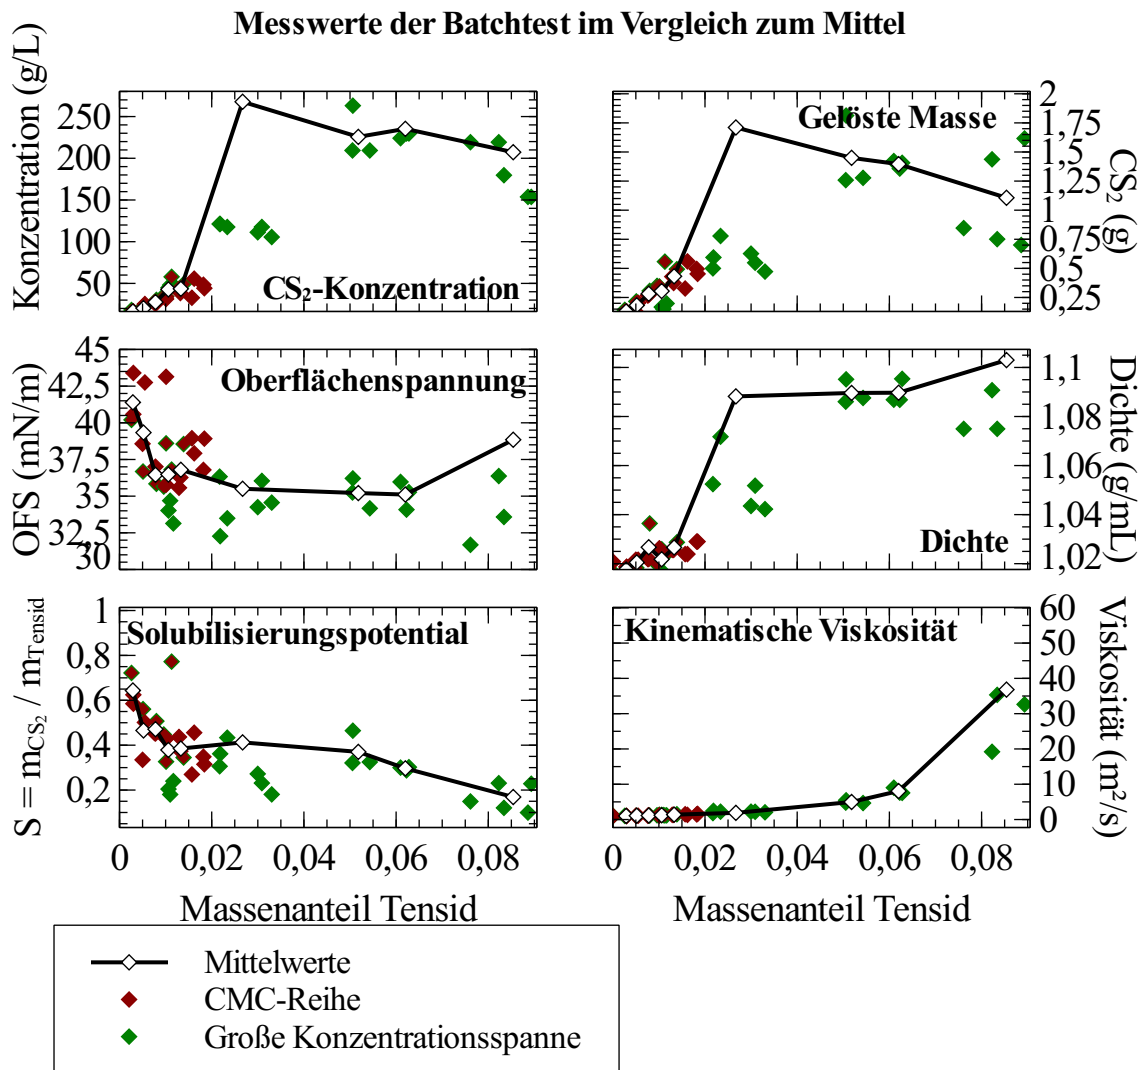 Messwerte der Batchtest im Vergleich zum Mittel
Konzentration (g/L)
250
200
150
100
50
CS₂-Konzentration
Gelöste Masse
2
1,75
1,5
1,25
1
0,75
0,5
0,25
CS₂ (g)
OFS (mN/m)
45
42,5
40
37,5
35
32,5
30
Oberflächenspannung
Dichte
1,1
1,08
1,06
1,04
1,02
Dichte (g/mL)
S = m_CS₂ / m_Tensid
1
0,8
0,6
0,4
0,2
Solubilisierungspotential
0 0,02 0,04 0,06 0,08
Massenanteil Tensid
Kinematische Viskosität
60
50
40
30
20
10
0
Viskosität (m²/s)
0 0,02 0,04 0,06 0,08
Massenanteil Tensid
Mittelwerte
CMC-Reihe
Große Konzentrationsspanne